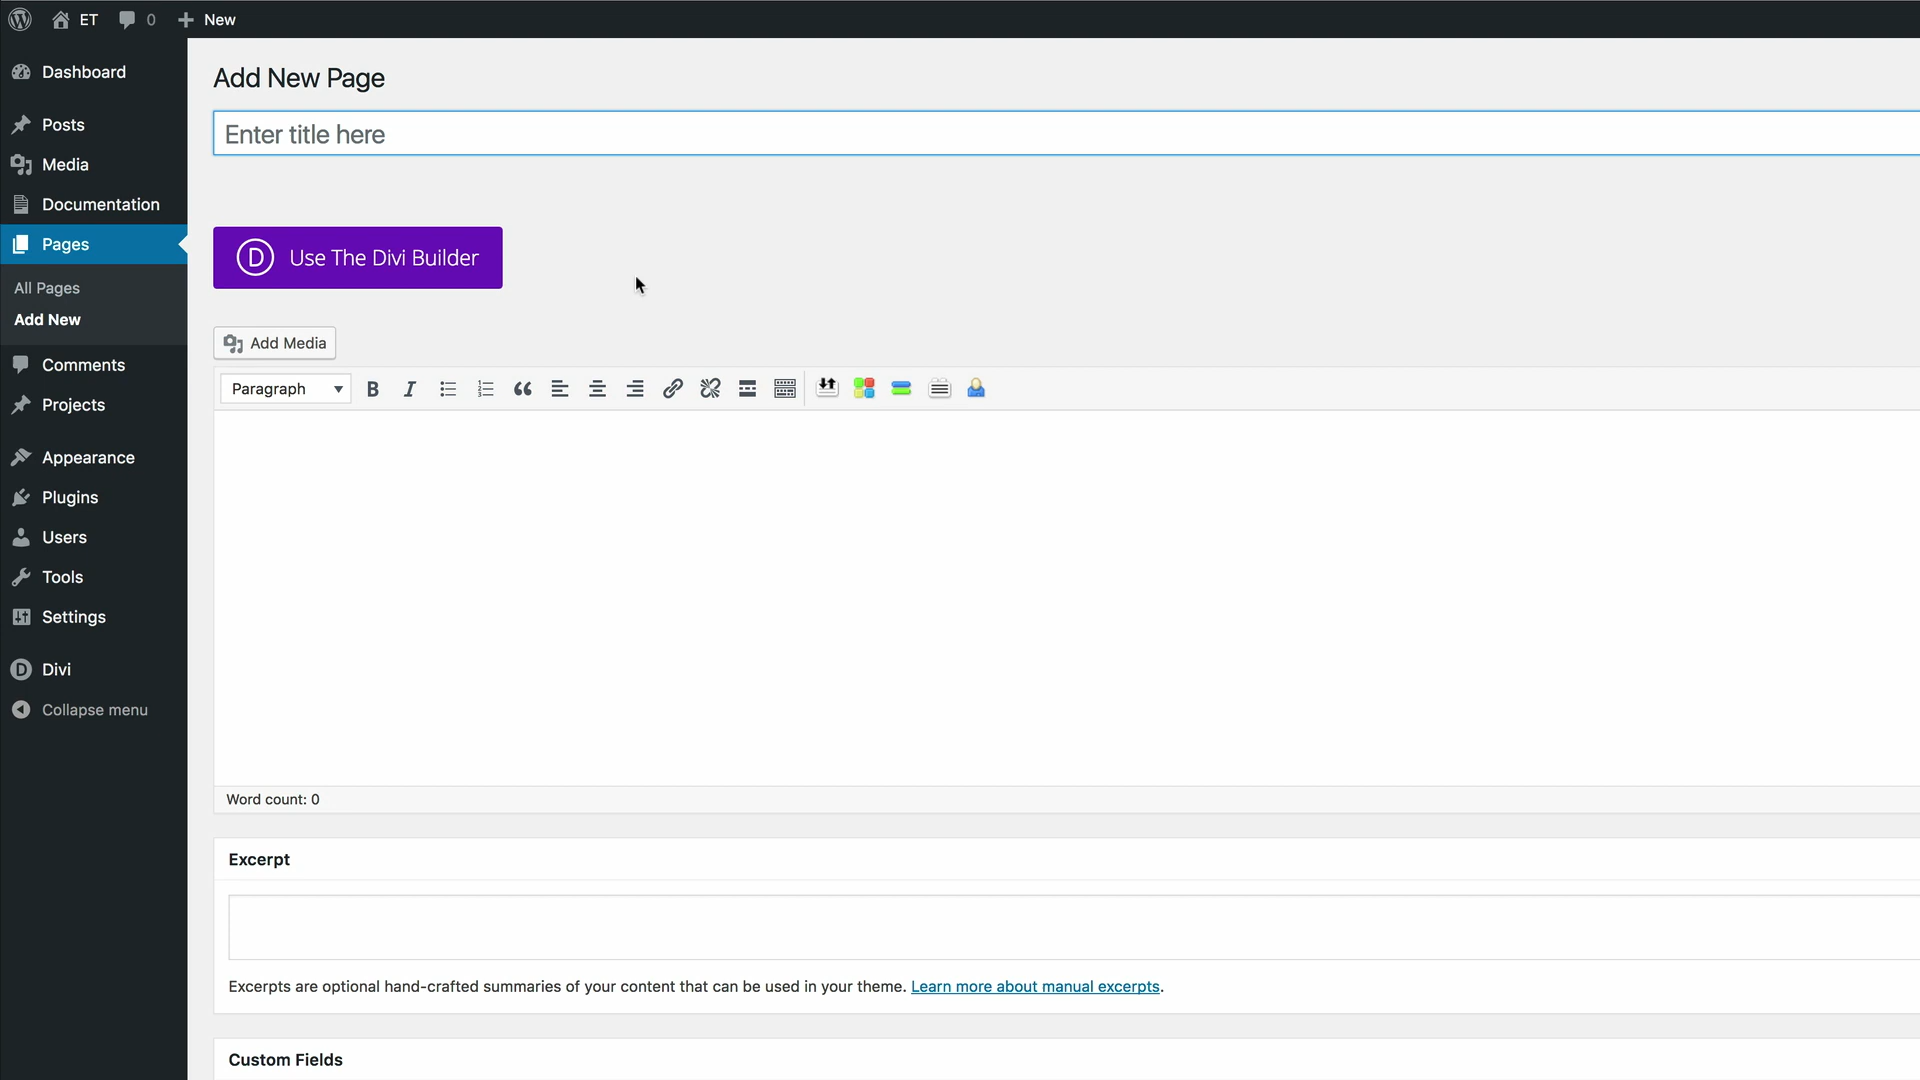 ET 0 New
Dashboard
Posts
Media
Documentation
Pages
All Pages
Add New
Comments
Projects
Appearance
Plugins
Users
Tools
Settings
D Divi
Collapse menu
Add New Page
Enter title here
D Use The Divi Builder
Add Media
Paragraph B I
Word count: 0
Excerpt
Excerpts are optional hand-crafted summaries of your content that can be used in your theme. Learn more about manual excerpts.
Custom Fields